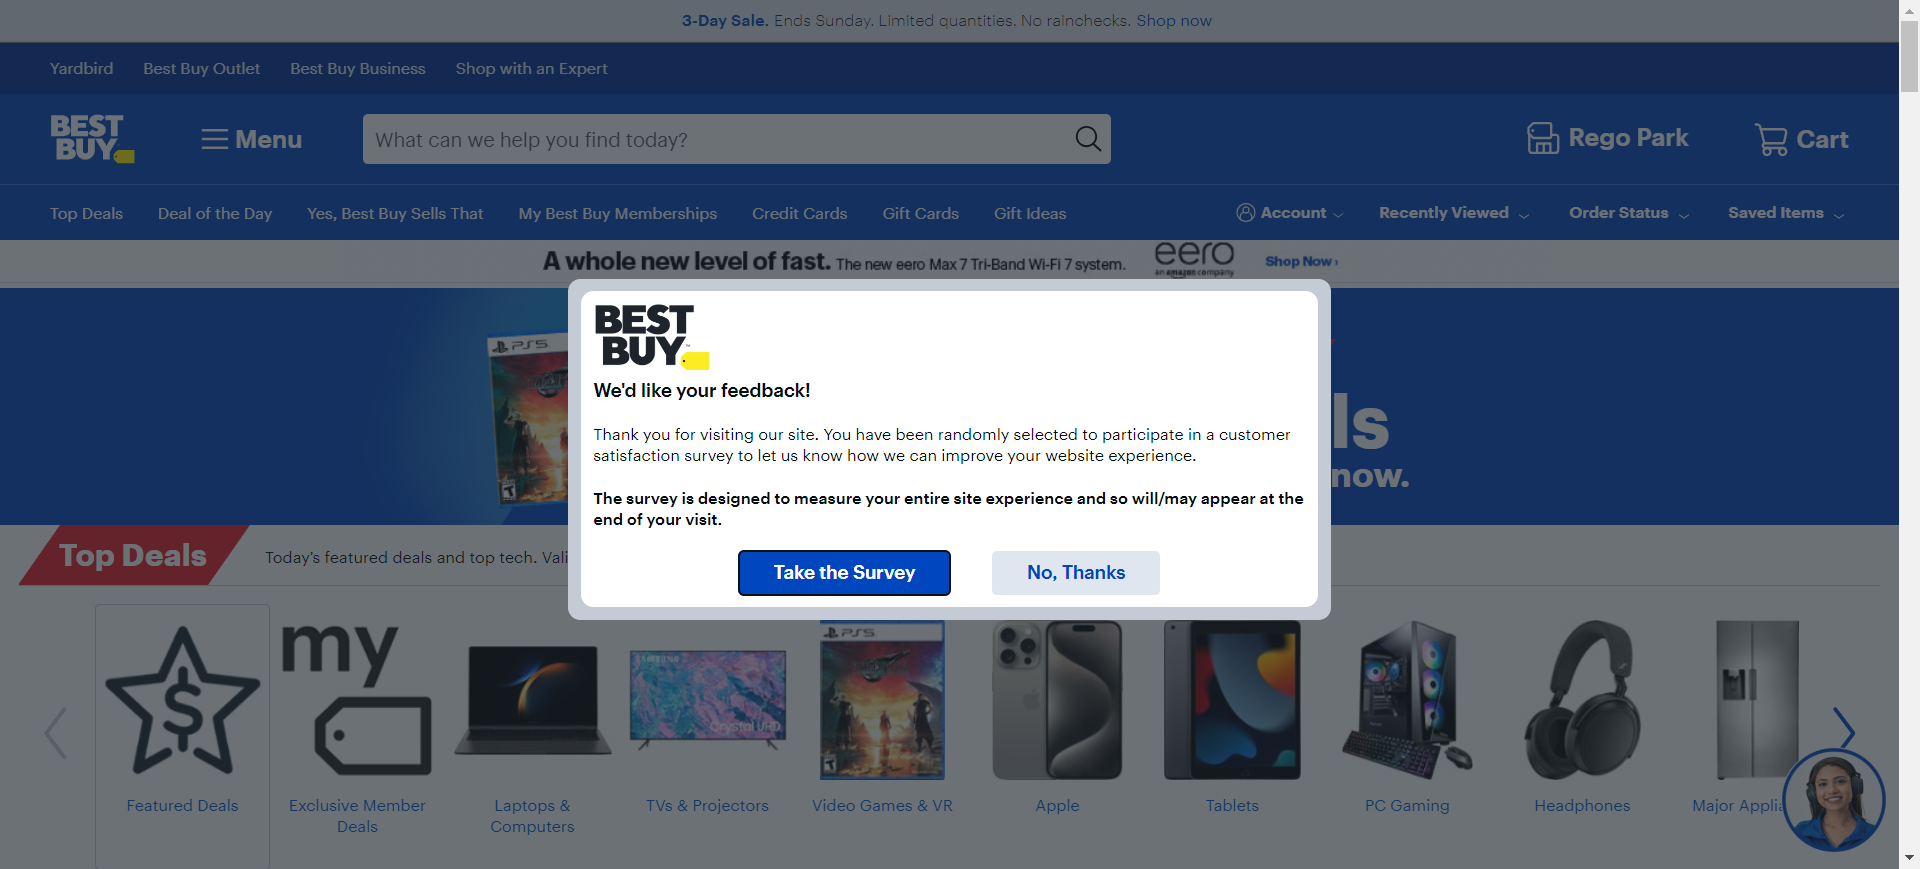 3-Day Sale. Ends Sunday. Limited quantities. No rainchecks. Shop now
Yardbird Best Buy Outlet Best Buy Business Shop with an Expert
BEST BUY
Menu
What can we help you find today?
Rego Park
Cart
Top Deals Deal of the Day Yes, Best Buy Sells That My Best Buy Memberships Credit Cards Gift Cards Gift Ideas
Account Recently Viewed Order Status Saved Items
A whole new level of fast. The new eero Max 7 Tri-Band Wi-Fi 7 system.
eero
an amazon company
Shop Now ›
BEST
BUY™
We'd like your feedback!
Thank you for visiting our site. You have been randomly selected to participate in a customer
satisfaction survey to let us know how we can improve your website experience.
The survey is designed to measure your entire site experience and so will/may appear at the
end of your visit.
Take the Survey
No, Thanks
PS5
T
ls
now.
Top Deals
Today's featured deals and top tech. Vali
my
SAMSUNG
Crystal UHD
PS5
T
Featured Deals
Exclusive Member
Deals
Laptops &
Computers
TVs & Projectors
Video Games & VR
Apple
Tablets
PC Gaming
Headphones
Major Appli